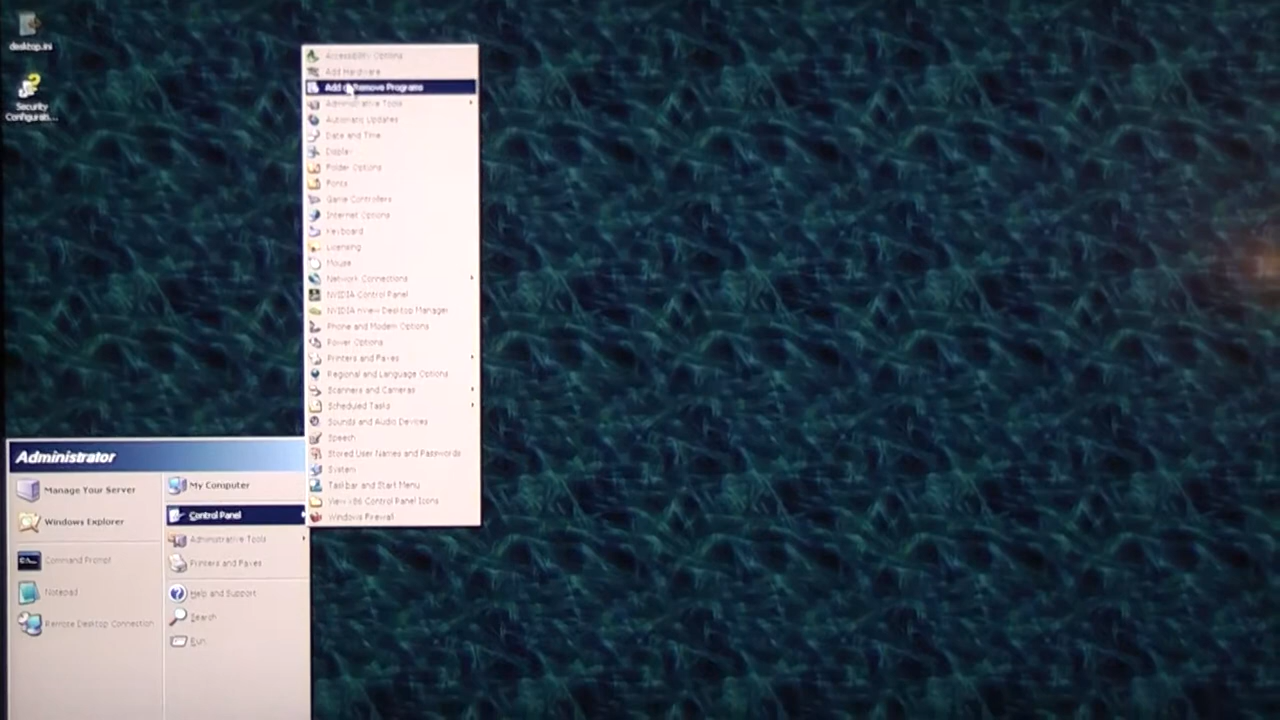 desktop.ini
Security
Configurati...
Accessibility Options
Add Hardware
Add or Remove Programs
Administrative Tools
Automatic Updates
Date and Time
Display
Folder Options
Fonts
Game Controllers
Internet Options
Keyboard
Licensing
Mouse
Network Connections
NVIDIA Control Panel
NVIDIA nView Desktop Manager
Phone and Modem Options
Power Options
Printers and Faxes
Regional and Language Options
Scanners and Cameras
Scheduled Tasks
Sounds and Audio Devices
Speech
Stored User Names and Passwords
System
Taskbar and Start Menu
View x86 Control Panel Icons
Windows Firewall
Administrator
Manage Your Server
Windows Explorer
Command Prompt
Notepad
Remote Desktop Connection
My Computer
Control Panel
Administrative Tools
Printers and Faxes
Help and Support
Search
Run...